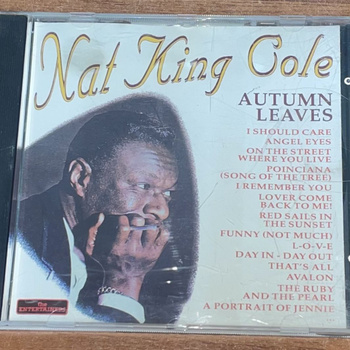 Nat King Cole
AUTUMN
LEAVES
I SHOULD CARE
ANGEL EYES
ON THE STREET
WHERE YOU LIVE
POINCIANA
(SONG OF THE TREE)
I REMEMBER YOU
LOVER COME
BACK TO ME!
RED SAILS IN
THE SUNSET
FUNNY (NOT MUCH)
L-O-V-E
DAY IN - DAY OUT
THAT'S ALL
AVALON
THE RUBY
AND THE PEARL
A PORTRAIT OF JENNIE
The
ENTERTAINERS